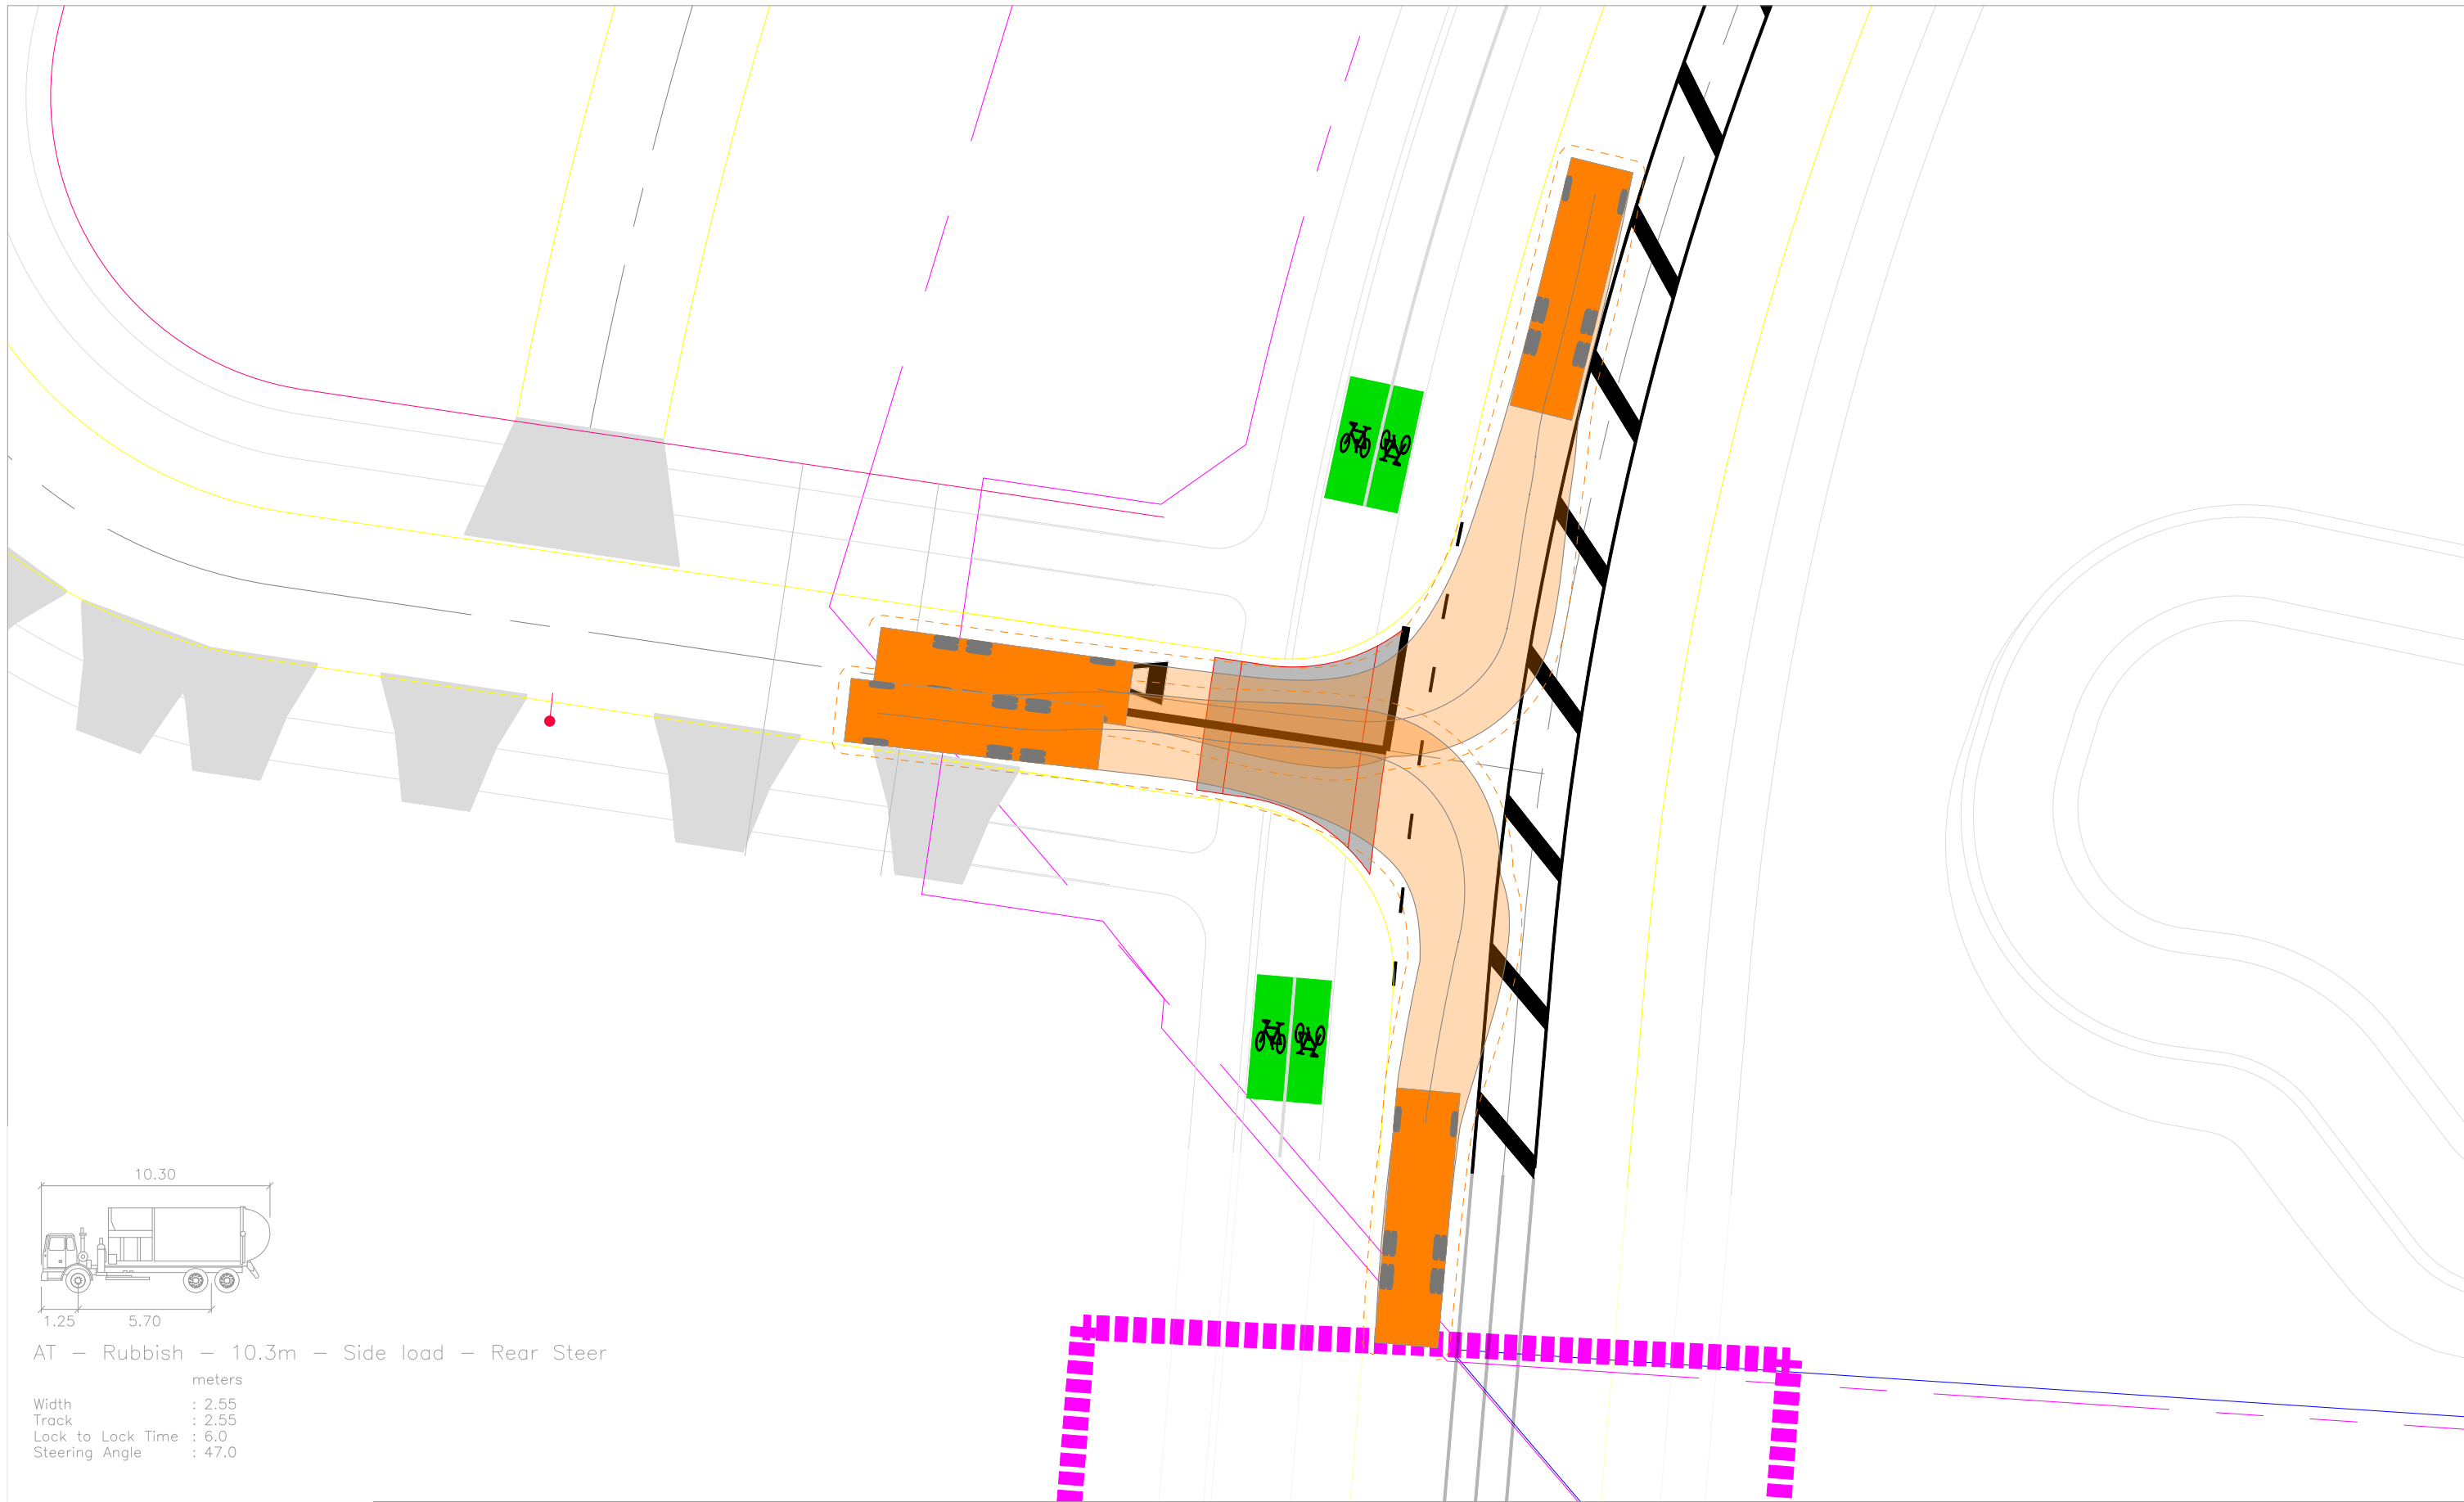 10.30
1.25 5.70
AT – Rubbish – 10.3m – Side load – Rear Steer
meters
Width : 2.55
Track : 2.55
Lock to Lock Time : 6.0
Steering Angle : 47.0